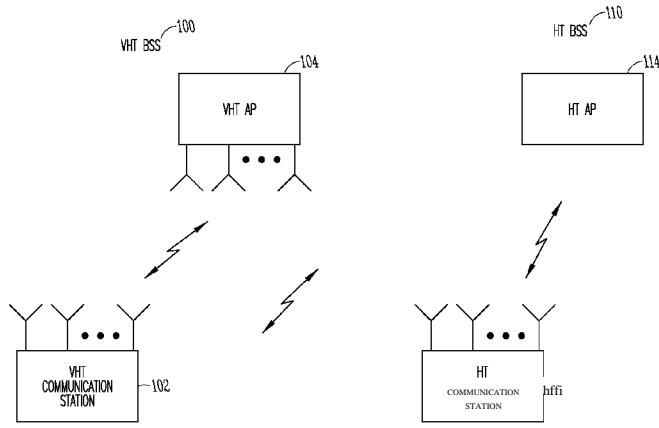 VHT BSS 100
HT BSS 110
104
VHT AP
114
HT AP
VHT
COMMUNICATION
STATION
102
HT
COMMUNICATION
STATION
hffi